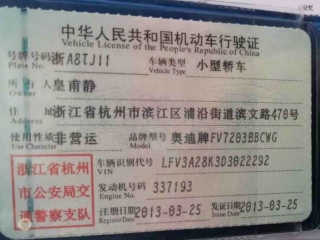 中华人民共和国机动车行驶证
Vehicle License of the People's Republic of China
号牌号码 浙A8TJ11 车辆类型 小型轿车
Plate No. Vehicle Type
所有人 皇甫静
Owner
住址 浙江省杭州市滨江区浦沿街道滨文路470号
Address
使用性质 非营运 品牌型号 奥迪牌FV7203BBCWG
Use Character Model
浙江省杭州市公安局交通警察支队
车辆识别代号 LFV3A28K3D3022292
VIN
发动机号码 337193
Engine No.
注册日期 2013-03-25 发证日期 2013-03-25
Register Date Issue Date